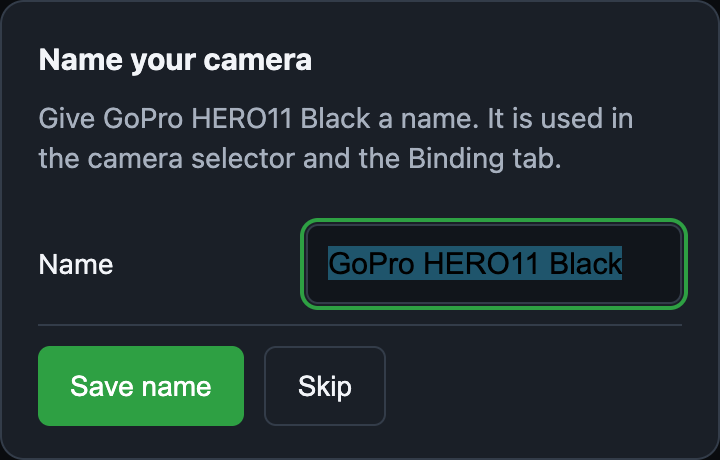 Name your camera
Give GoPro HERO11 Black a name. It is used in
the camera selector and the Binding tab.
Name
GoPro HERO11 Black
Save name
Skip